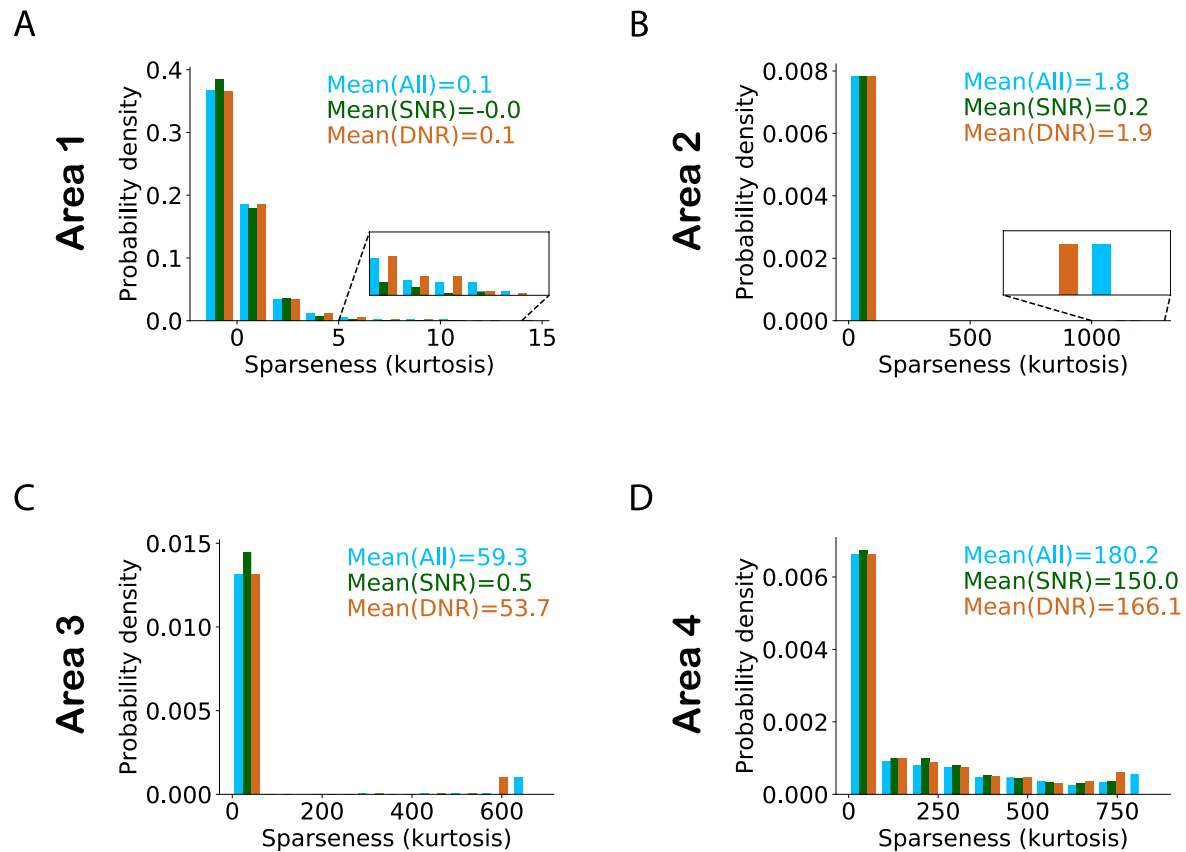 A
Area 1
Probability density
0.4
0.3
0.2
0.1
0.0
Mean(All)=0.1
Mean(SNR)=-0.0
Mean(DNR)=0.1
0
5
10
15
Sparseness (kurtosis)
B
Area 2
Probability density
0.008
0.006
0.004
0.002
0.000
Mean(All)=1.8
Mean(SNR)=0.2
Mean(DNR)=1.9
0
500
1000
Sparseness (kurtosis)
C
Area 3
Probability density
0.015
0.010
0.005
0.000
Mean(All)=59.3
Mean(SNR)=0.5
Mean(DNR)=53.7
0
200
400
600
Sparseness (kurtosis)
D
Area 4
Probability density
0.006
0.004
0.002
0.000
Mean(All)=180.2
Mean(SNR)=150.0
Mean(DNR)=166.1
0
250
500
750
Sparseness (kurtosis)